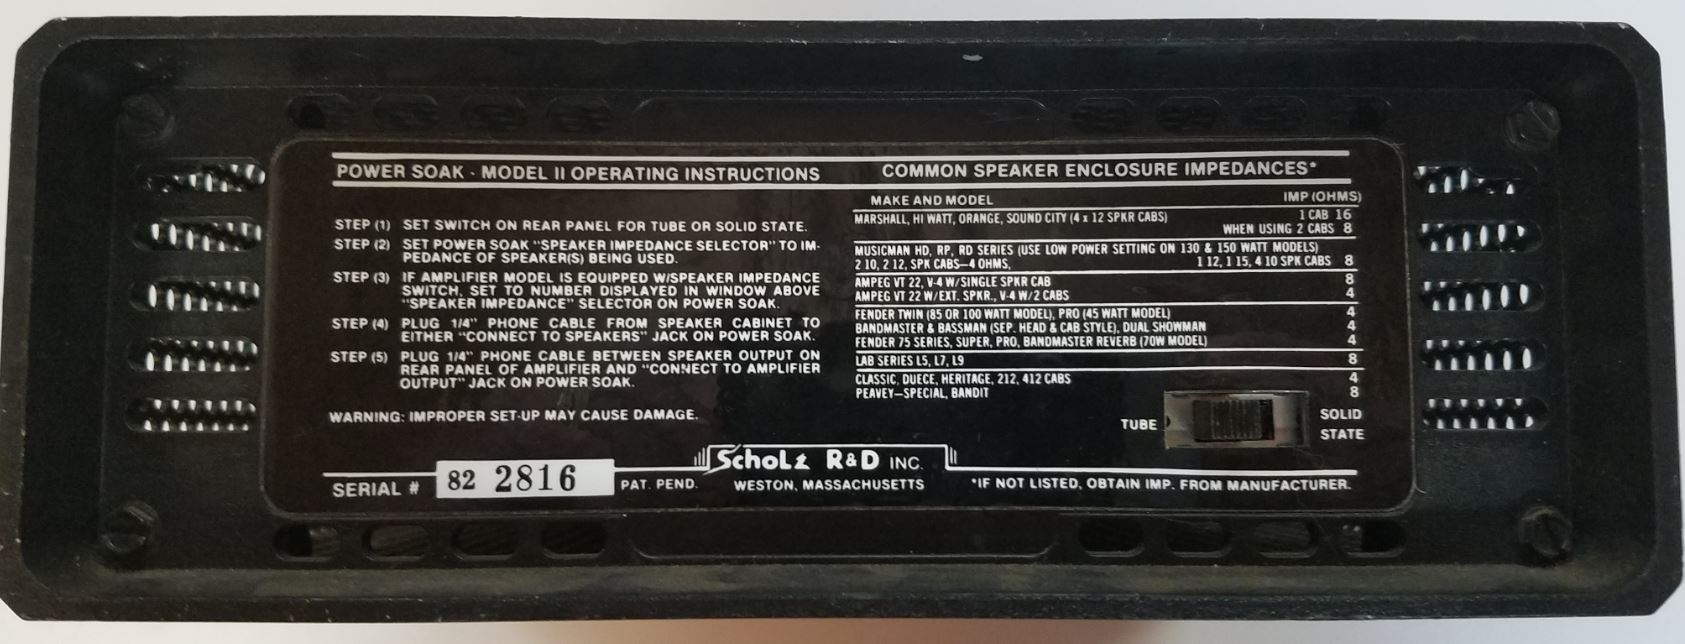 POWER SOAK - MODEL II OPERATING INSTRUCTIONS
STEP (1) SET SWITCH ON REAR PANEL FOR TUBE OR SOLID STATE.
STEP (2) SET POWER SOAK "SPEAKER IMPEDANCE SELECTOR" TO IM-
PEDANCE OF SPEAKER(S) BEING USED.
STEP (3) IF AMPLIFIER MODEL IS EQUIPPED W/SPEAKER IMPEDANCE
SWITCH, SET TO NUMBER DISPLAYED IN WINDOW ABOVE
"SPEAKER IMPEDANCE" SELECTOR ON POWER SOAK.
STEP (4) PLUG 1/4" PHONE CABLE FROM SPEAKER CABINET TO
EITHER "CONNECT TO SPEAKERS" JACK ON POWER SOAK.
STEP (5) PLUG 1/4" PHONE CABLE BETWEEN SPEAKER OUTPUT ON
REAR PANEL OF AMPLIFIER AND "CONNECT TO AMPLIFIER
OUTPUT" JACK ON POWER SOAK.
WARNING: IMPROPER SET-UP MAY CAUSE DAMAGE.
COMMON SPEAKER ENCLOSURE IMPEDANCES*
MAKE AND MODEL IMP (OHMS)
MARSHALL, HI WATT, ORANGE, SOUND CITY (4 x 12 SPKR CABS) 1 CAB 16
WHEN USING 2 CABS 8
MUSICMAN HD, RP, RD SERIES (USE LOW POWER SETTING ON 130 & 150 WATT MODELS)
2 10, 2 12, SPK CABS—4 OHMS, 1 12, 1 15, 4 10 SPK CABS 8
AMPEG VT 22, V-4 W/SINGLE SPKR CAB 8
AMPEG VT 22 W/EXT. SPKR., V-4 W/2 CABS 4
FENDER TWIN (85 OR 100 WATT MODEL), PRO (45 WATT MODEL) 4
BANDMASTER & BASSMAN (SEP. HEAD & CAB STYLE), DUAL SHOWMAN 4
FENDER 75 SERIES, SUPER, PRO, BANDMASTER REVERB (70W MODEL) 4
LAB SERIES L5, L7, L9 8
CLASSIC, DUECE, HERITAGE, 212, 412 CABS 4
PEAVEY—SPECIAL, BANDIT 8
TUBE SOLID
STATE
Scholz R&D INC.
SERIAL # 82 2816 PAT. PEND. WESTON, MASSACHUSETTS *IF NOT LISTED, OBTAIN IMP. FROM MANUFACTURER.